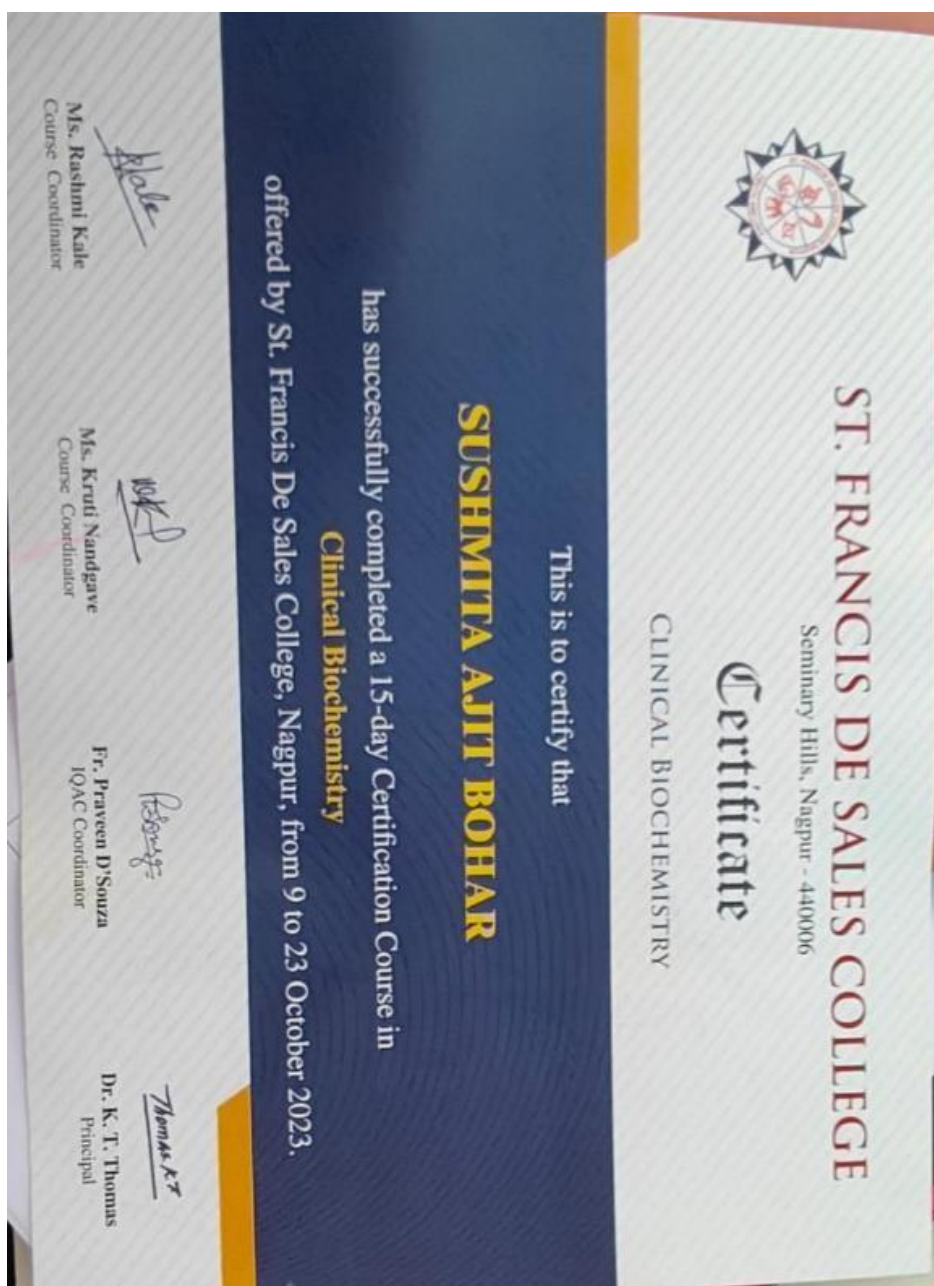 ST. FRANCIS DE SALES COLLEGE
Seminary Hills, Nagpur - 440006
Certificate
CLINICAL BIOCHEMISTRY
This is to certify that
SUSHMITA AJIT BOHAR
has successfully completed a 15-day Certification Course in
Clinical Biochemistry
offered by St. Francis De Sales College, Nagpur, from 9 to 23 October 2023.
Kale
Thomas K T
Ms. Rashmi Kale
Course Coordinator
Ms. Kruti Nandgave
Course Coordinator
Fr. Praveen D'Souza
IQAC Coordinator
Dr. K. T. Thomas
Principal